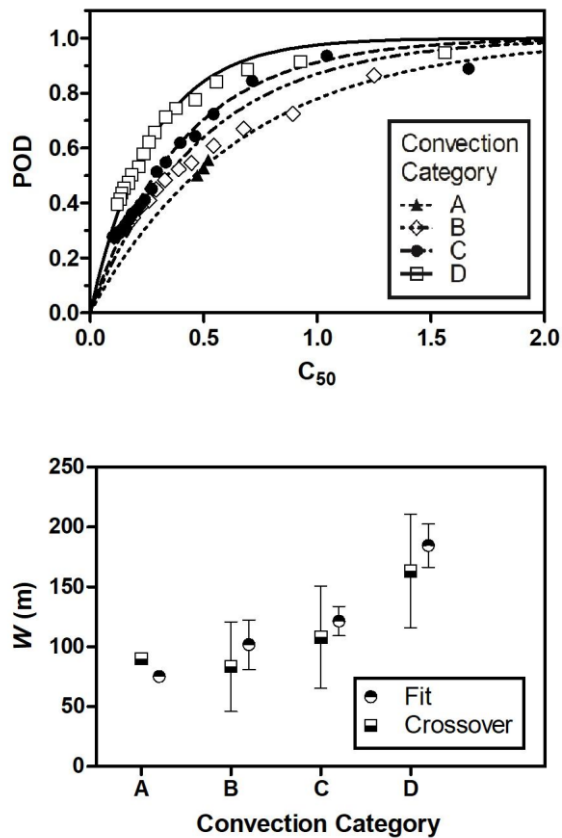 POD
1.0
0.8
0.6
0.4
0.2
0.0
0.0 0.5 1.0 1.5 2.0
C50
Convection
Category
A
B
C
D
W (m)
250
200
150
100
50
0
A B C D
Fit
Crossover
Convection Category